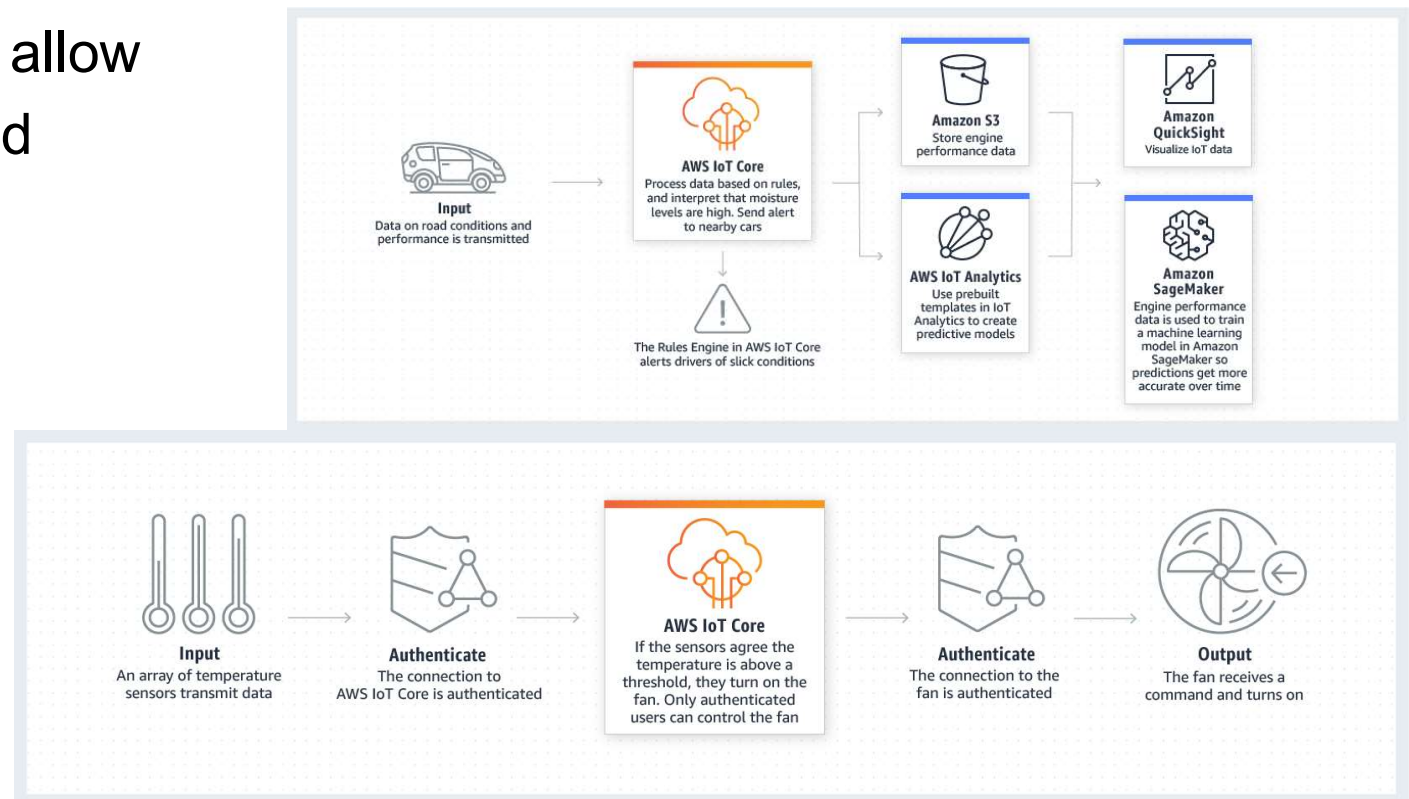 allow
d
Input
Data on road conditions and
performance is transmitted
AWS IoT Core
Process data based on rules,
and interpret that moisture
levels are high. Send alert
to nearby cars
The Rules Engine in AWS IoT Core
alerts drivers of slick conditions
Amazon S3
Store engine
performance data
AWS IoT Analytics
Use prebuilt
templates in IoT
Analytics to create
predictive models
Amazon
QuickSight
Visualize IoT data
Amazon
SageMaker
Engine performance
data is used to train
a machine learning
model in Amazon
SageMaker so
predictions get more
accurate over time
Input
An array of temperature
sensors transmit data
Authenticate
The connection to
AWS IoT Core is authenticated
AWS IoT Core
If the sensors agree the
temperature is above a
threshold, they turn on the
fan. Only authenticated
users can control the fan
Authenticate
The connection to the
fan is authenticated
Output
The fan receives a
command and turns on